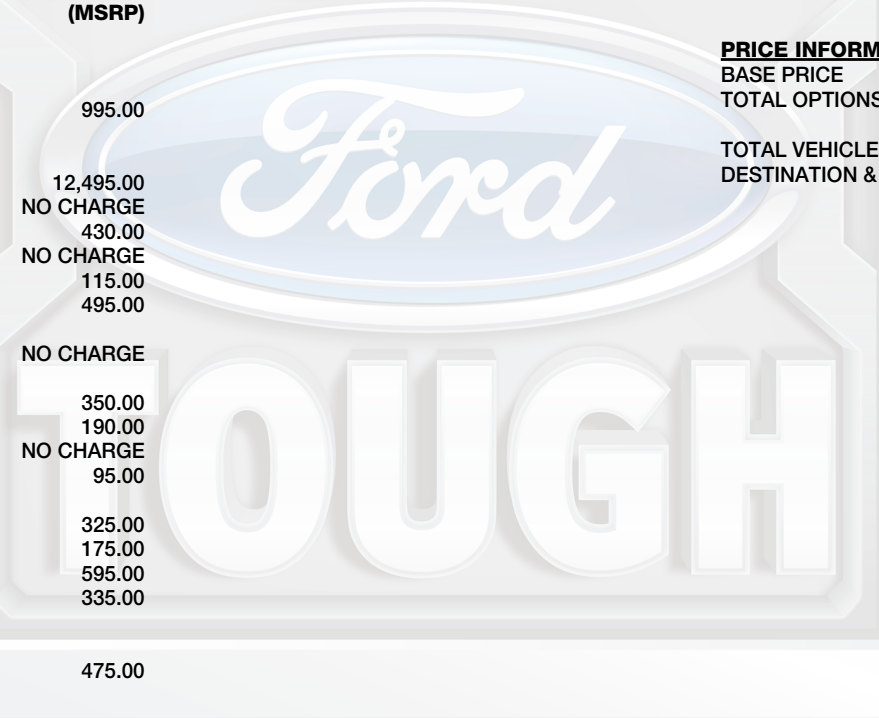 (MSRP)
995.00
12,495.00
NO CHARGE
430.00
NO CHARGE
115.00
495.00
NO CHARGE
350.00
190.00
NO CHARGE
95.00
325.00
175.00
595.00
335.00
475.00
PRICE INFORM
BASE PRICE
TOTAL OPTIONS
TOTAL VEHICLE
DESTINATION &
Ford
TOUGH